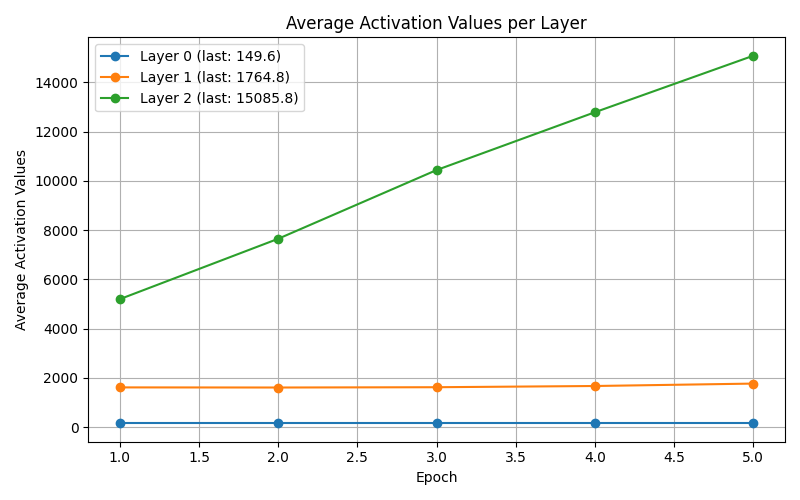 Average Activation Values per Layer
Layer 0 (last: 149.6)
Layer 1 (last: 1764.8)
Layer 2 (last: 15085.8)
Average Activation Values
14000
12000
10000
8000
6000
4000
2000
0
1.0 1.5 2.0 2.5 3.0 3.5 4.0 4.5 5.0
Epoch